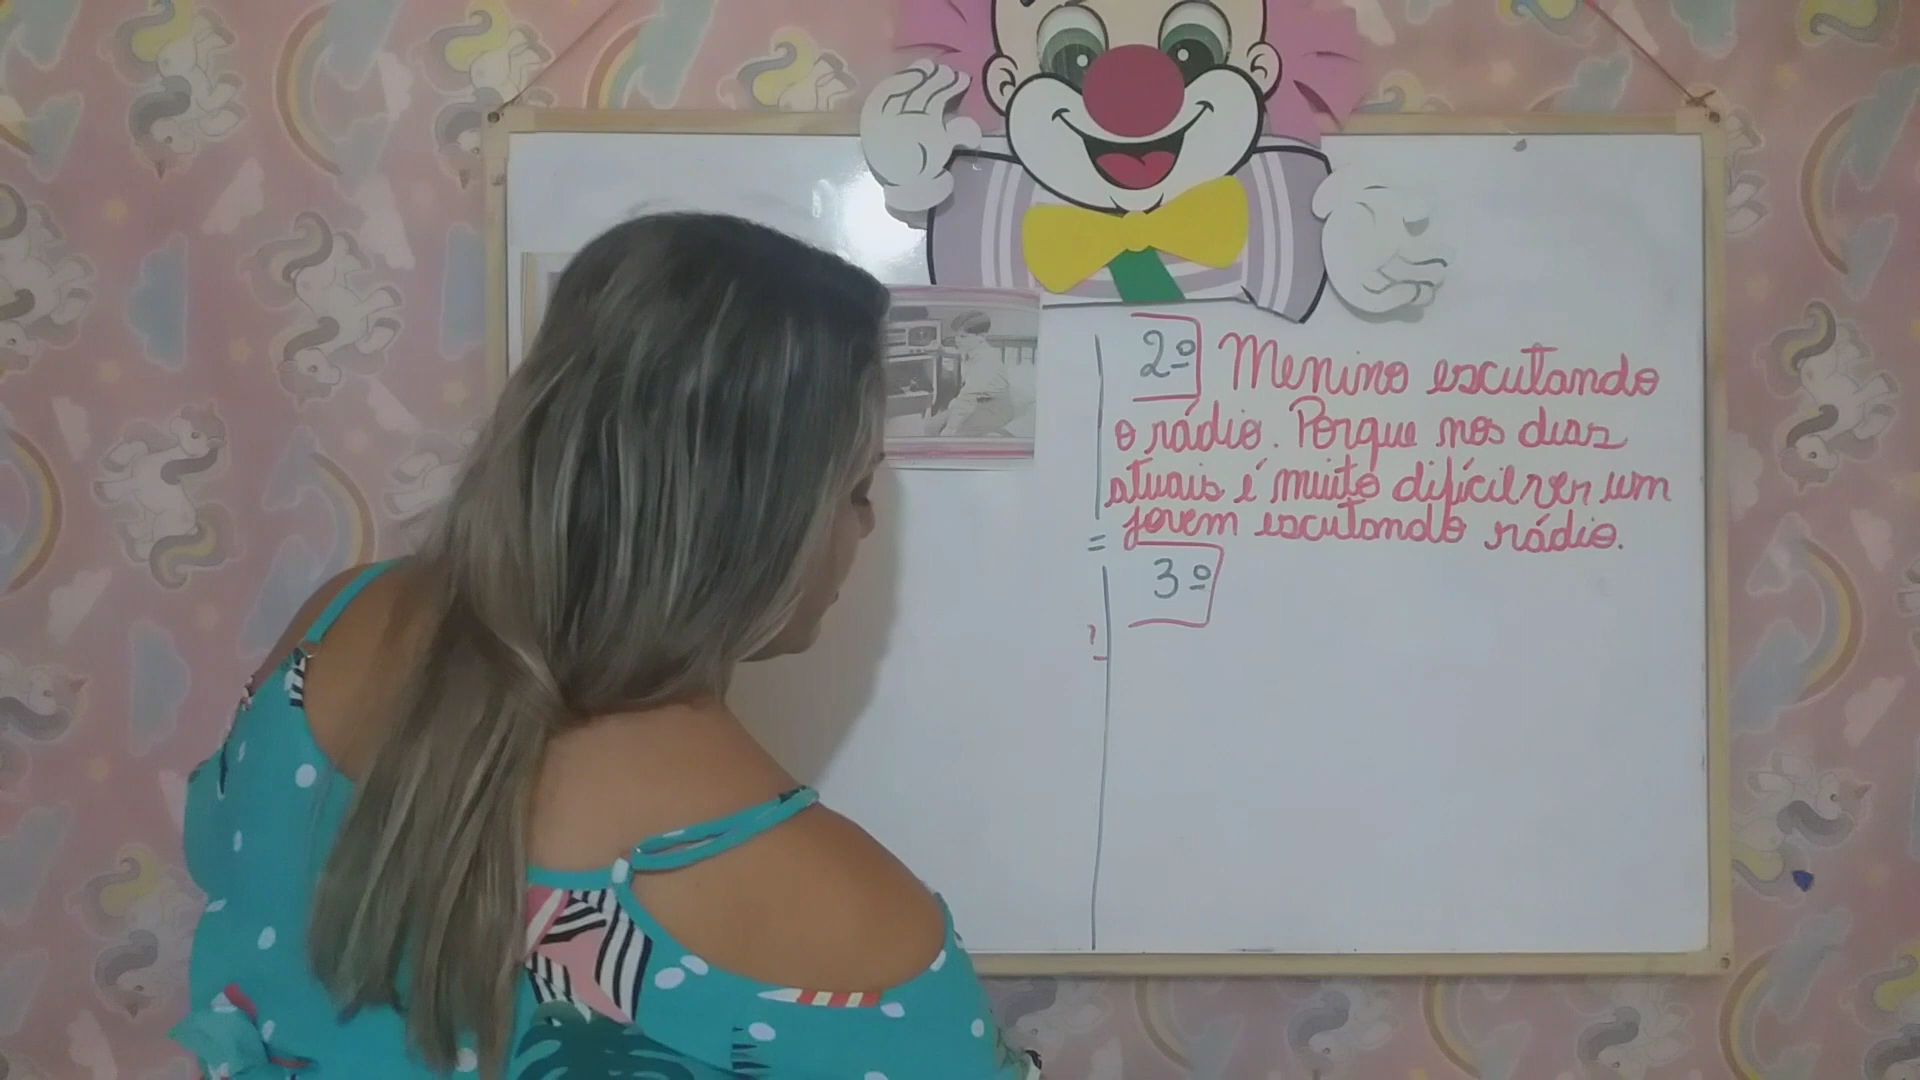 2º Menino escutando
o rádio. Porque nos dias
atuais é muito difícil ver um
jovem escutando rádio.
3º